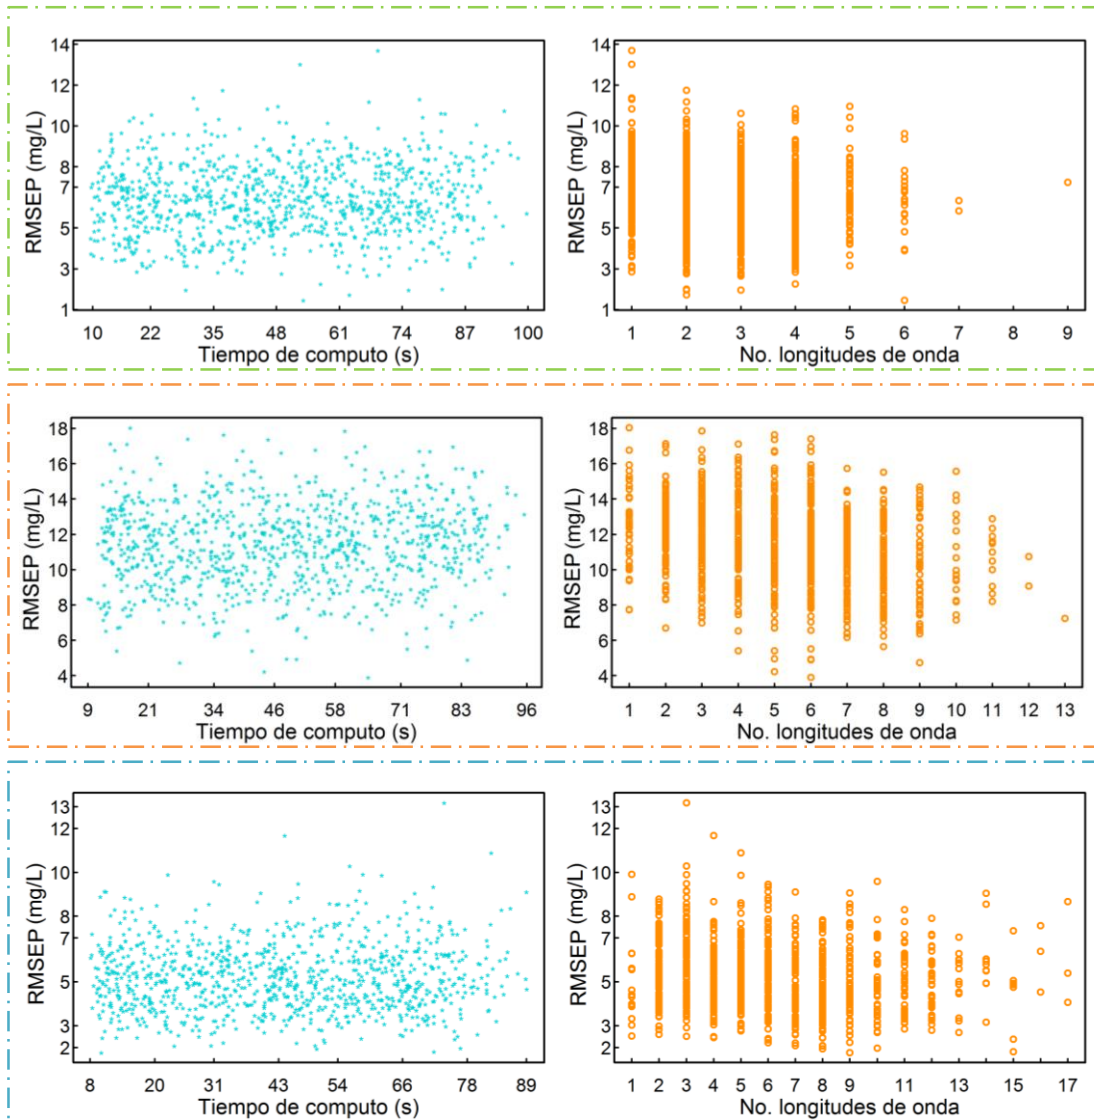 RMSEP (mg/L)
14
12
10
8
7
5
3
1
10 22 35 48 61 74 87 100
Tiempo de computo (s)
RMSEP (mg/L)
14
12
10
8
7
5
3
1
1 2 3 4 5 6 7 8 9
No. longitudes de onda
RMSEP (mg/L)
18
16
14
12
10
8
6
4
9 21 34 46 58 71 83 96
Tiempo de computo (s)
RMSEP (mg/L)
18
16
14
12
10
8
6
4
1 2 3 4 5 6 7 8 9 10 11 12 13
No. longitudes de onda
RMSEP (mg/L)
13
12
10
8
7
5
3
2
8 20 31 43 54 66 78 89
Tiempo de computo (s)
RMSEP (mg/L)
13
12
10
8
7
5
3
2
1 2 3 4 5 6 7 8 9 11 13 15 17
No. longitudes de onda